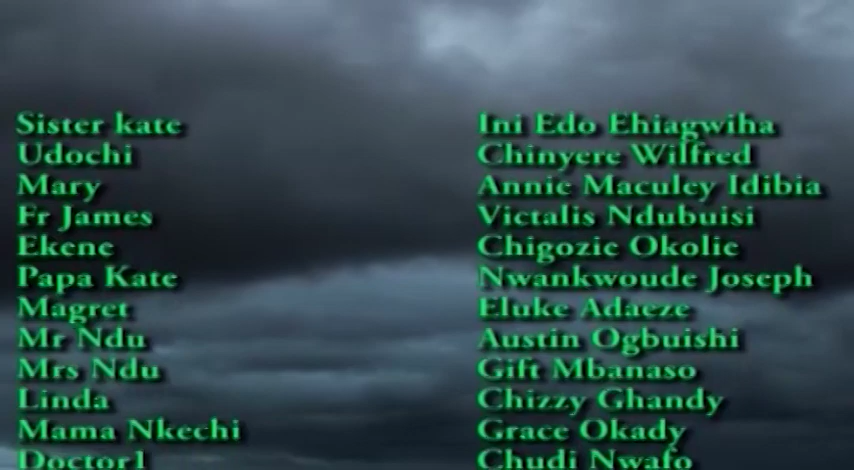 Sister kate Ini Edo Ehiagwiha
Udochi Chinyere Wilfred
Mary Annie Maculey Idibia
Fr James Victalis Ndubuisi
Ekene Chigozie Okolie
Papa Kate Nwankwoude Joseph
Magret Eluke Adaeze
Mr Ndu Austin Ogbuishi
Mrs Ndu Gift Mbanaso
Linda Chizzy Ghandy
Mama Nkechi Grace Okady
Doctor1 Chudi Nwafo